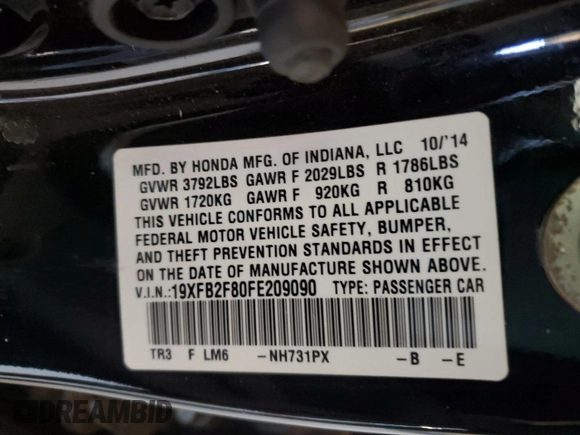 MFD. BY HONDA MFG. OF INDIANA, LLC 10/'14
GVWR 3792LBS GAWR F 2029LBS R 1786LBS
GVWR 1720KG GAWR F 920KG R 810KG
THIS VEHICLE CONFORMS TO ALL APPLICABLE
FEDERAL MOTOR VEHICLE SAFETY, BUMPER,
AND THEFT PREVENTION STANDARDS IN EFFECT
ON THE DATE OF MANUFACTURE SHOWN ABOVE.
V.I.N.:19XFB2F80FE209090 TYPE: PASSENGER CAR
TR3 F LM6 -NH731PX -B -E
DREAMBID